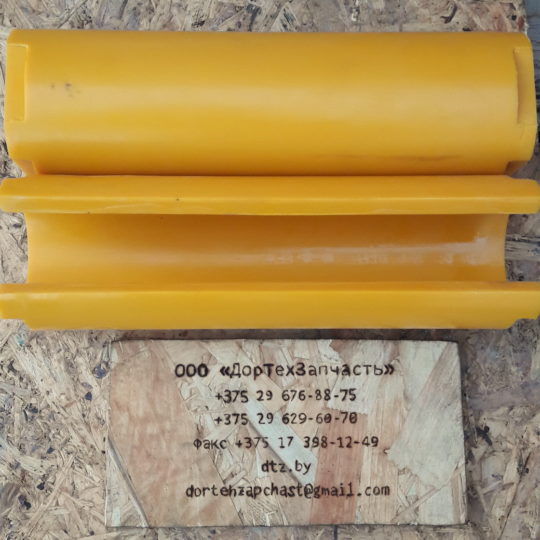 ООО «ДорТехЗапчасть»
+375 29 676-88-75
+375 29 629-60-70
Факс +375 17 398-12-49
dtz.by
dortehzapchast@gmail.com